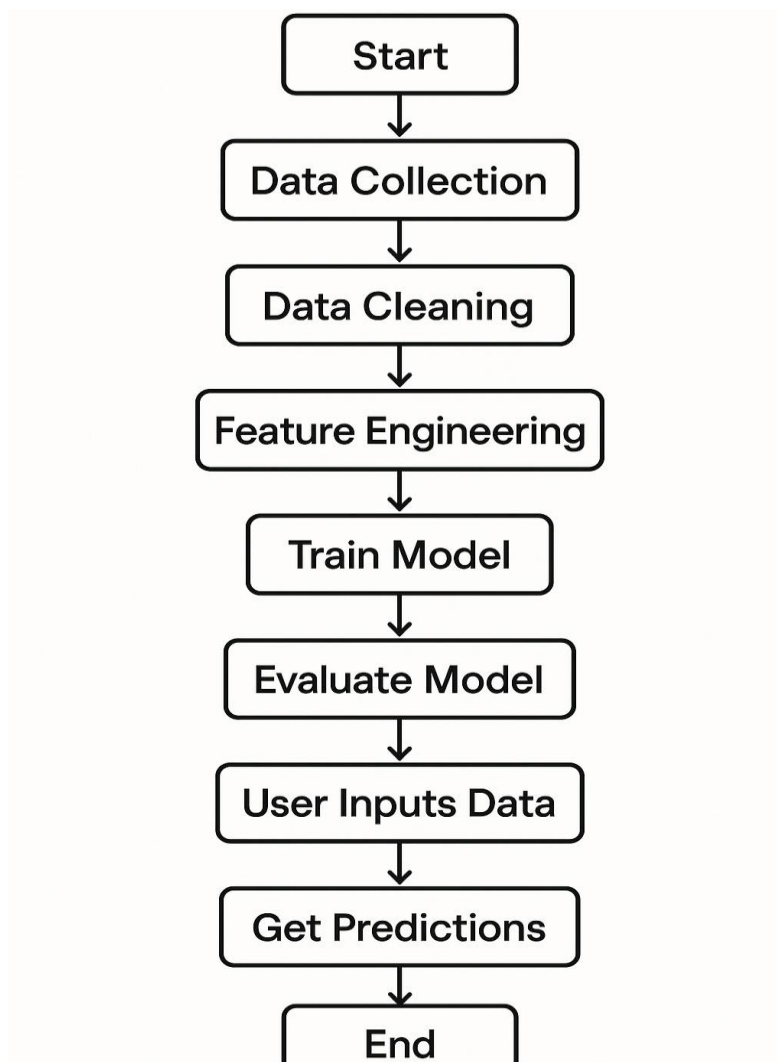 Start
Data Collection
Data Cleaning
Feature Engineering
Train Model
Evaluate Model
User Inputs Data
Get Predictions
End